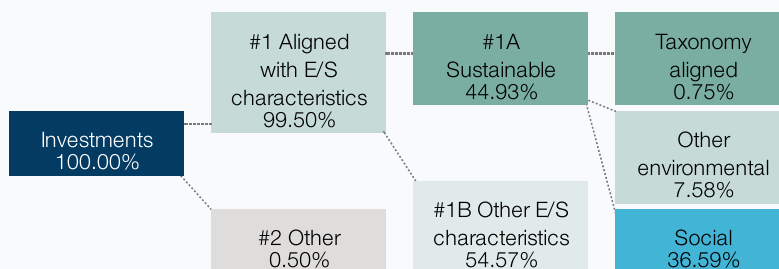 Investments
100.00%
#1 Aligned
with E/S
characteristics
99.50%
#2 Other
0.50%
#1A
Sustainable
44.93%
#1B Other E/S
characteristics
54.57%
Taxonomy
aligned
0.75%
Other
environmental
7.58%
Social
36.59%